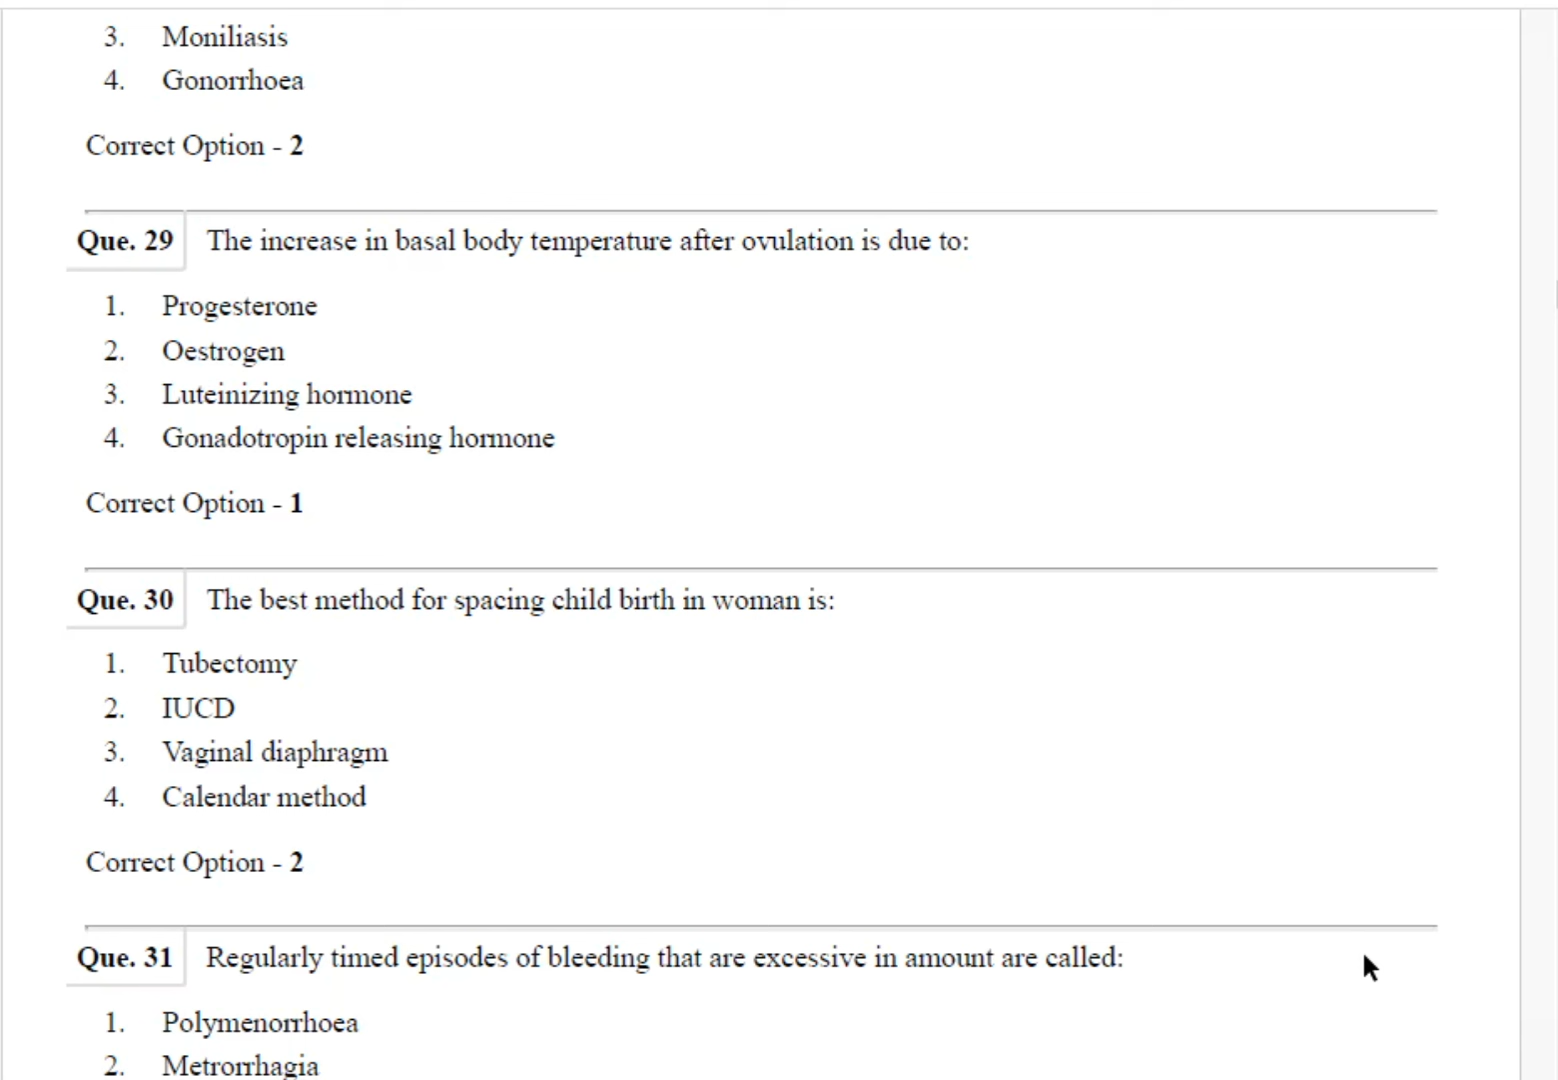 3. Moniliasis
4. Gonorrhoea
Correct Option - 2
Que. 29 The increase in basal body temperature after ovulation is due to:
1. Progesterone
2. Oestrogen
3. Luteinizing hormone
4. Gonadotropin releasing hormone
Correct Option - 1
Que. 30 The best method for spacing child birth in woman is:
1. Tubectomy
2. IUCD
3. Vaginal diaphragm
4. Calendar method
Correct Option - 2
Que. 31 Regularly timed episodes of bleeding that are excessive in amount are called:
1. Polymenorrhoea
2. Metrorrhagia